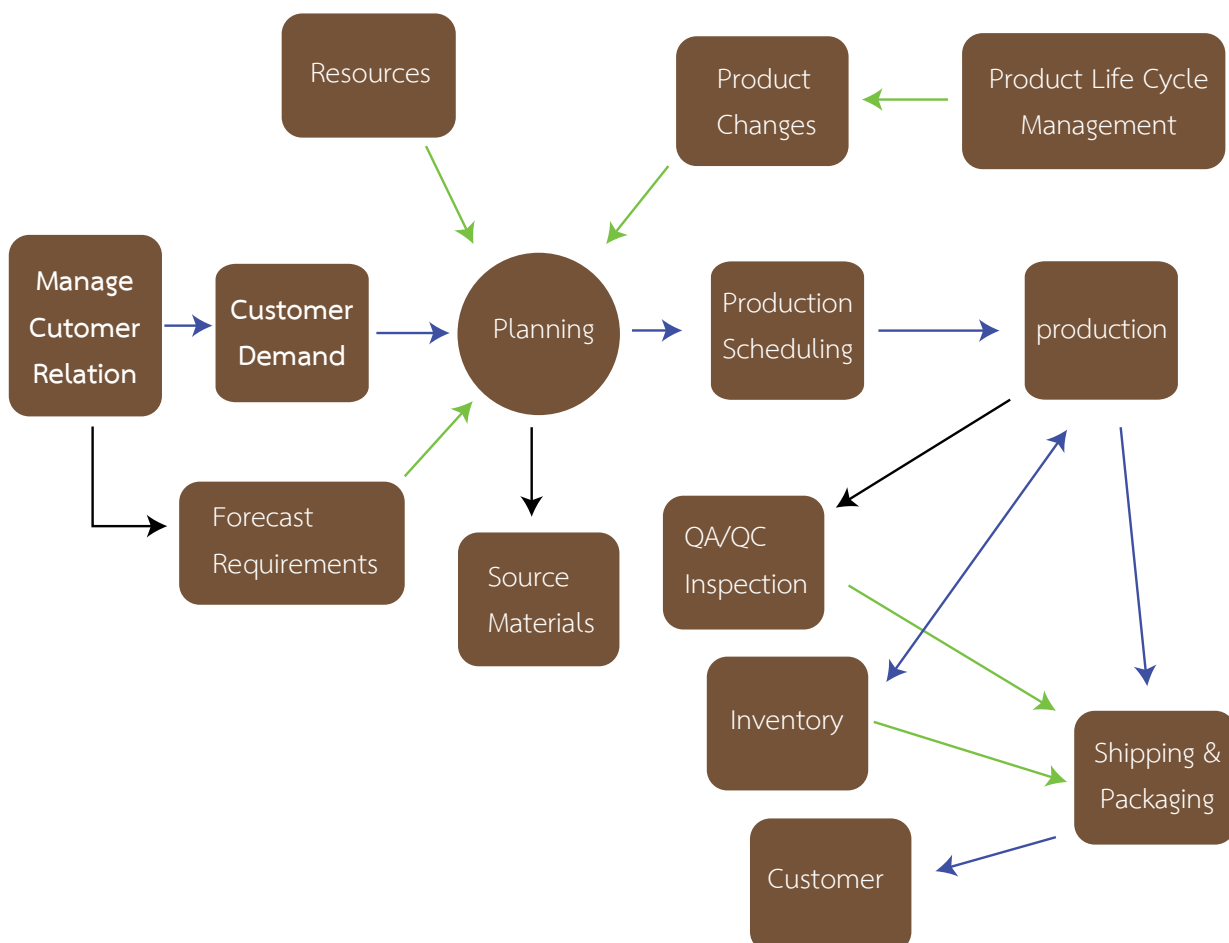 Resources
Product
Changes
Product Life Cycle
Management
Manage
Cutomer
Relation
Customer
Demand
Planning
Production
Scheduling
production
Forecast
Requirements
Source
Materials
QA/QC
Inspection
Inventory
Shipping &
Packaging
Customer